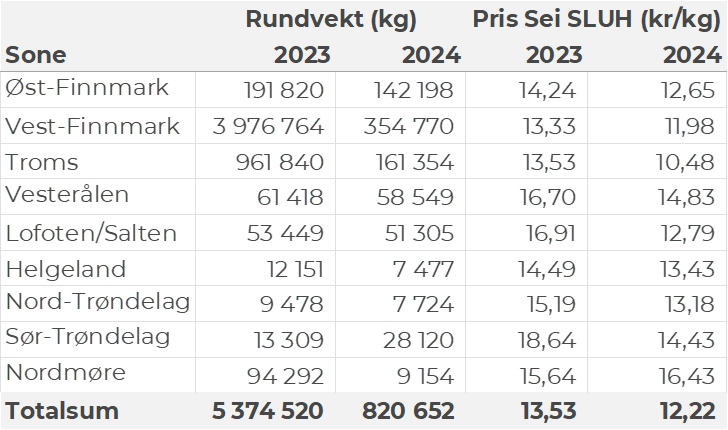 Rundvekt (kg) Pris Sei SLUH (kr/kg)
Sone 2023 2024 2023 2024
Øst-Finnmark 191 820 142 198 14,24 12,65
Vest-Finnmark 3 976 764 354 770 13,33 11,98
Troms 961 840 161 354 13,53 10,48
Vesterålen 61 418 58 549 16,70 14,83
Lofoten/Salten 53 449 51 305 16,91 12,79
Helgeland 12 151 7 477 14,49 13,43
Nord-Trøndelag 9 478 7 724 15,19 13,18
Sør-Trøndelag 13 309 28 120 18,64 14,43
Nordmøre 94 292 9 154 15,64 16,43
Totalsum 5 374 520 820 652 13,53 12,22